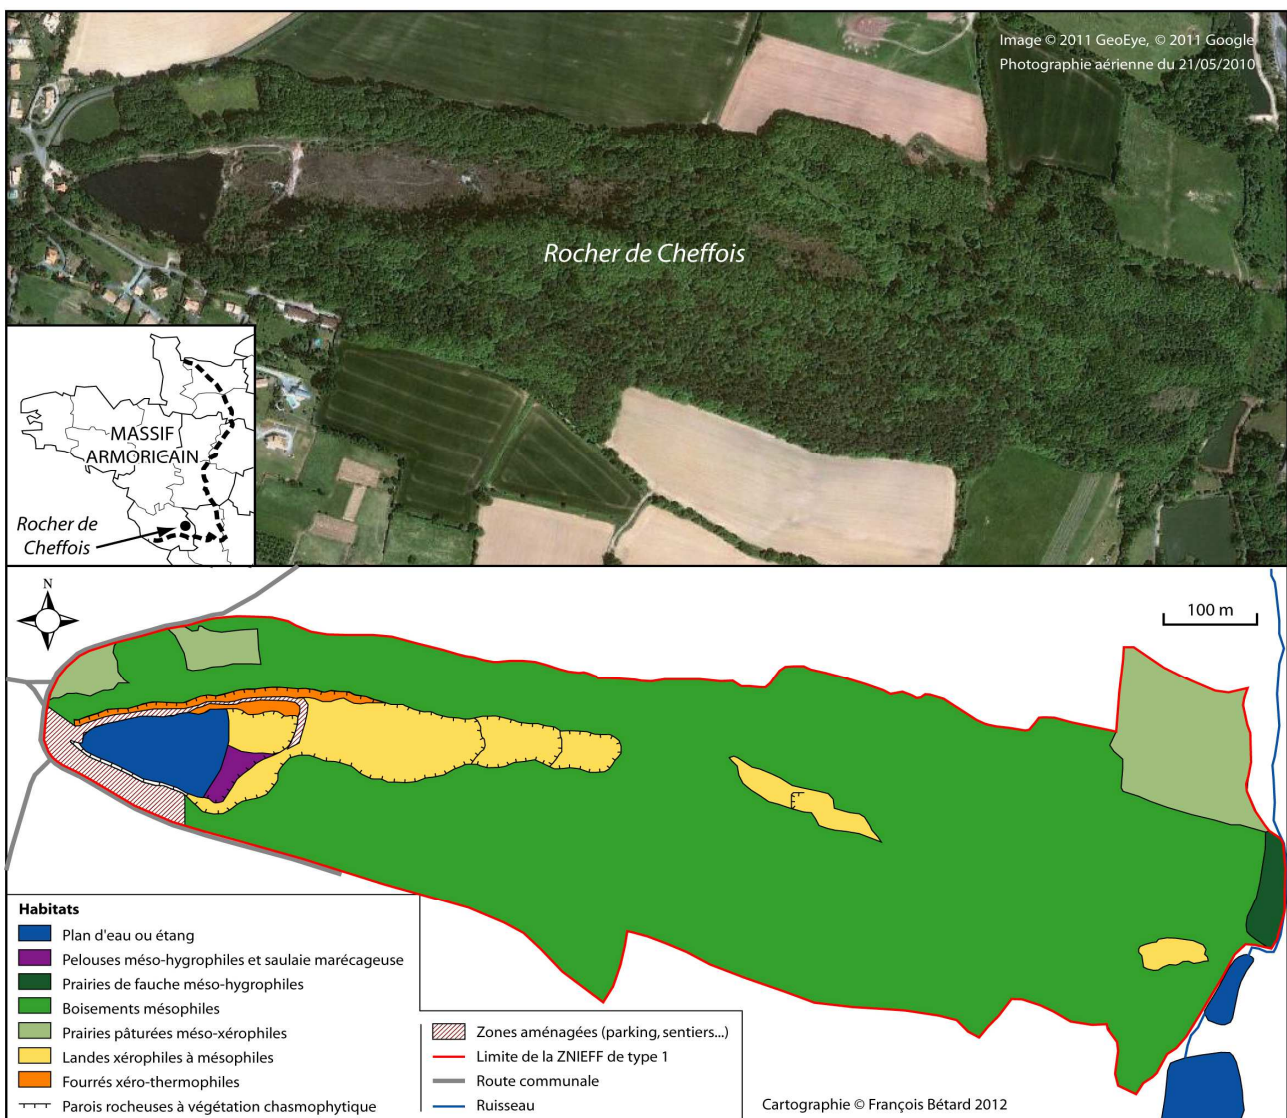 Image © 2011 GeoEye, © 2011 Google
Photographie aérienne du 21/05/2010
Rocher de Cheffois
MASSIF
ARMORICAIN
Rocher de
Cheffois
N
100 m
Habitats
Plan d'eau ou étang
Pelouses méso-hygrophiles et saulaie marécageuse
Prairies de fauche méso-hygrophiles
Boisements mésophiles
Prairies pâturées méso-xérophiles
Landes xérophiles à mésophiles
Fourrés xéro-thermophiles
Parois rocheuses à végétation chasmophytique
Zones aménagées (parking, sentiers...)
Limite de la ZNIEFF de type 1
Route communale
Ruisseau
Cartographie © François Bétard 2012